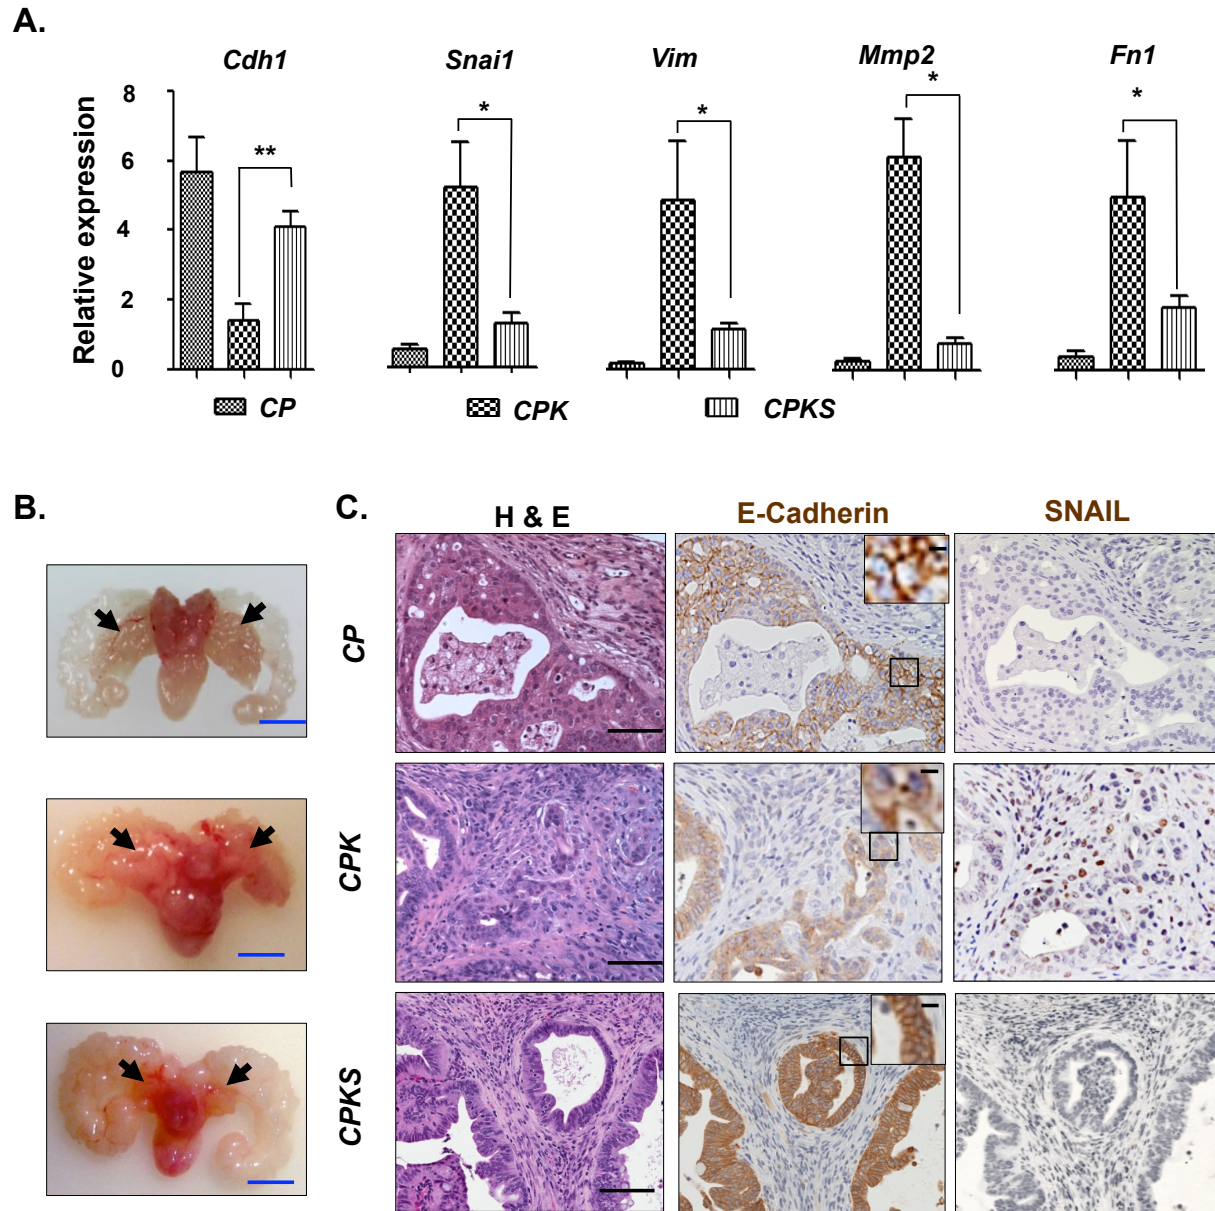 A.
Cdh1 Snai1 Vim Mmp2 Fn1
Relative expression
8
6
4
2
0
** * * * *
CP CPK CPKS
B. C.
H & E E-Cadherin SNAIL
CP
CPK
CPKS